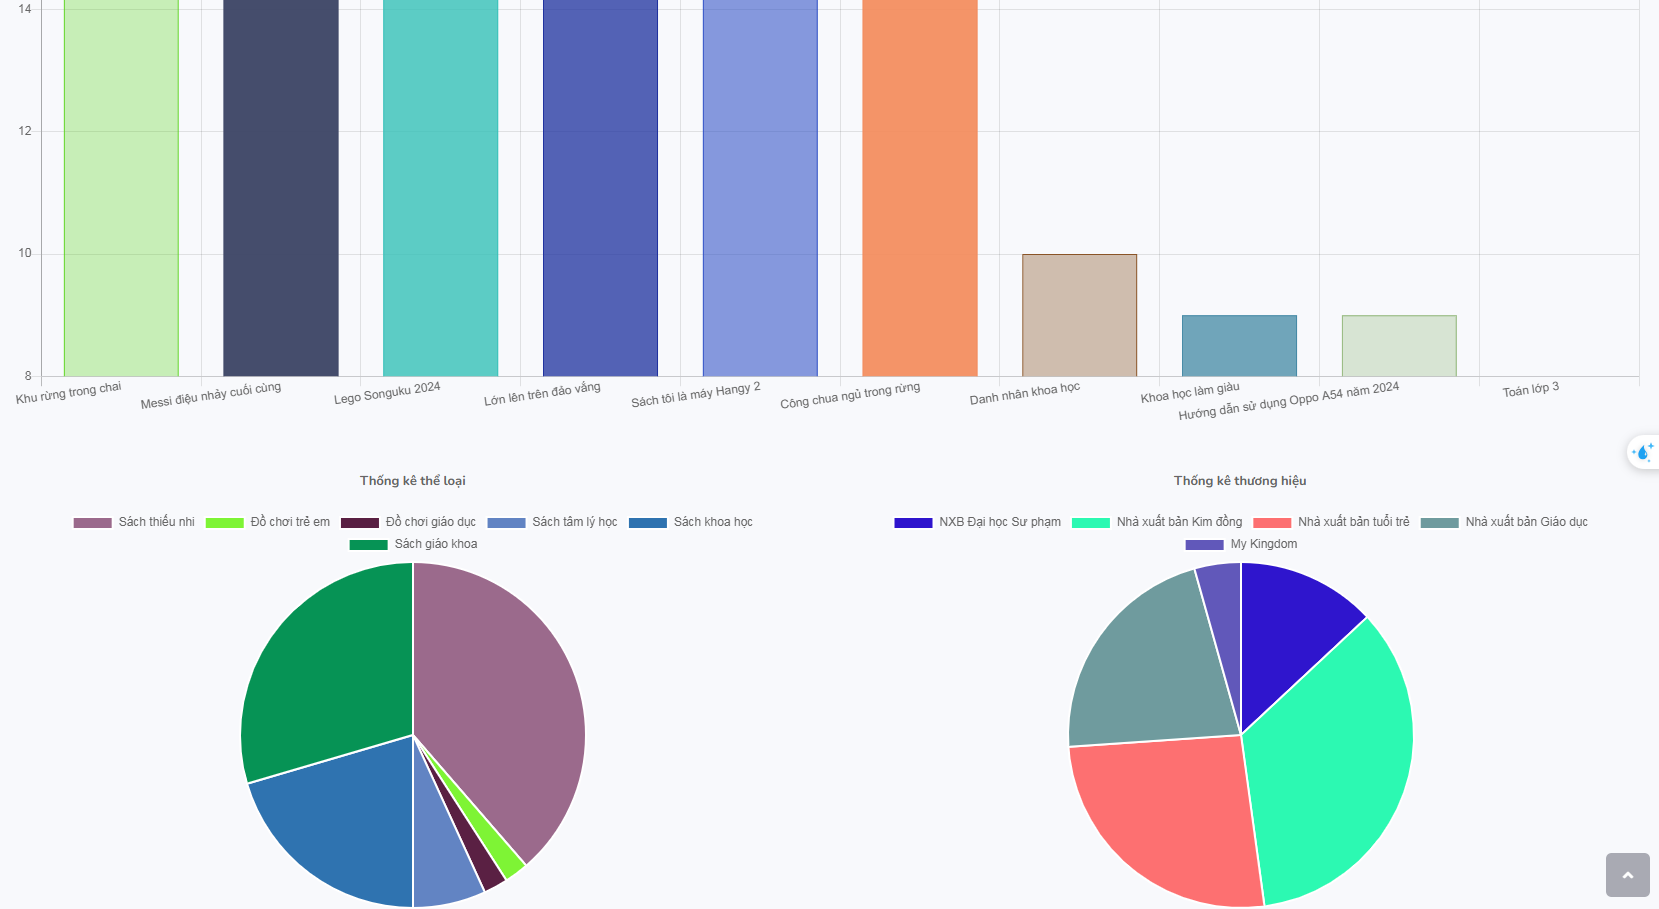 14
12
10
8
Khu rừng trong chai
Messi điệu nhảy cuối cùng
Lego Songuku 2024
Lớn lên trên đảo vắng
Sách tôi là máy Hangy 2
Công chua ngủ trong rừng
Danh nhân khoa học
Khoa học làm giàu
Hướng dẫn sử dụng Oppo A54 năm 2024
Toán lớp 3
Thống kê thể loại
Sách thiếu nhi Đồ chơi trẻ em Đồ chơi giáo dục Sách tâm lý học Sách khoa học
Sách giáo khoa
Thống kê thương hiệu
NXB Đại học Sư phạm Nhà xuất bản Kim đồng Nhà xuất bản tuổi trẻ Nhà xuất bản Giáo dục
My Kingdom